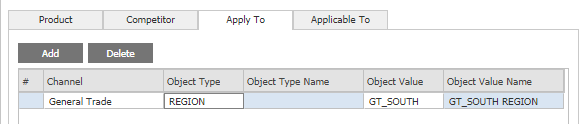 Product Competitor Apply To Applicable To
Add Delete
# Channel Object Type Object Type Name Object Value Object Value Name
General Trade REGION GT_SOUTH GT_SOUTH REGION